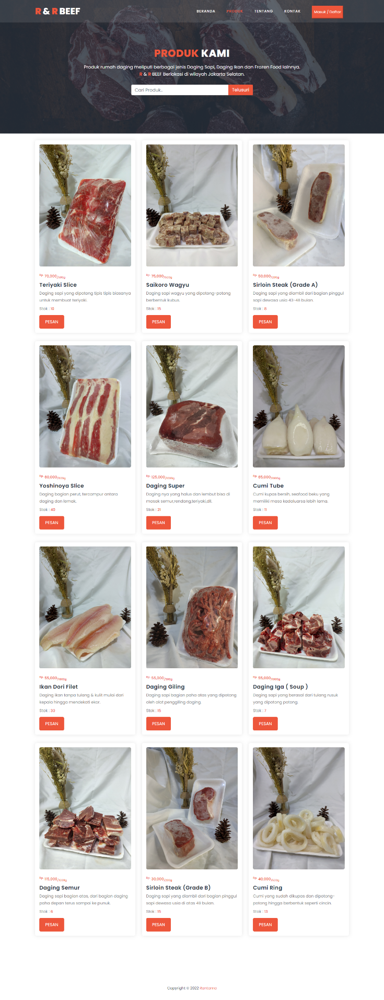 R & R BEEF
BERANDA
PRODUK
TENTANG
KONTAK
Masuk / Daftar
PRODUK KAMI
Produk rumah daging meliputi berbagai jenis Daging Sapi, Daging Ikan dan Frozen Food lainnya.
R & R BEEF Berlokasi di wilayah Jakarta Selatan.
Cari Produk..
Telusuri
Rp. 70,000/500g
Teriyaki Slice
Daging sapi yang dipotong tipis tipis biasanya
untuk membuat teriyaki.
Stok : 10
PESAN
Rp. 75,000/500g
Saikoro Wagyu
Daging sapi wagyu yang dipotong-potong
berbentuk kubus.
Stok : 15
PESAN
Rp. 50,000/200g
Sirloin Steak (Grade A)
Daging sapi yang diambil dari bagian pinggul
sapi dewasa usia 43-48 bulan.
Stok : 8
PESAN
Rp. 60,000/500g
Yoshinoya Slice
Daging bagian perut, tercampur antara
daging dan lemak.
Stok : 40
PESAN
Rp. 125,000/1000g
Daging Super
Daging nya yang halus dan lembut bisa di
masak semur,rendang,teriyaki,dll.
Stok : 21
PESAN
Rp. 65,000/1000g
Cumi Tube
Cumi kupas bersih, seafood beku yang
memiliki masa kadaluarsa lebih lama.
Stok : 11
PESAN
Rp. 55,000/1000g
Ikan Dori Filet
Daging ikan tanpa tulang & kulit mulai dari
kepala hingga mendekati ekor.
Stok : 30
PESAN
Rp. 55,000/500g
Daging Giling
Daging sapi bagian paha atas yang dipotong
oleh alat penggiling daging.
Stok : 15
PESAN
Rp. 55,000/1000g
Daging Iga ( Soup )
Daging sapi yang berasal dari tulang rusuk
yang dipotong potong.
Stok : 7
PESAN
Rp. 115,000/1000g
Daging Semur
Daging sapi bagian atas, dari bagian daging
paha depan terus sampai ke punuk.
Stok : 6
PESAN
Rp. 30,000/200g
Sirloin Steak (Grade B)
Daging sapi yang diambil dari bagian pinggul
sapi dewasa usia di atas 49 bulan.
Stok : 15
PESAN
Rp. 40,000/500g
Cumi Ring
Cumi yang sudah dikupas dan dipotong-
potong hingga berbentuk seperti cincin.
Stok : 13
PESAN
Copyright © 2022 Rantama